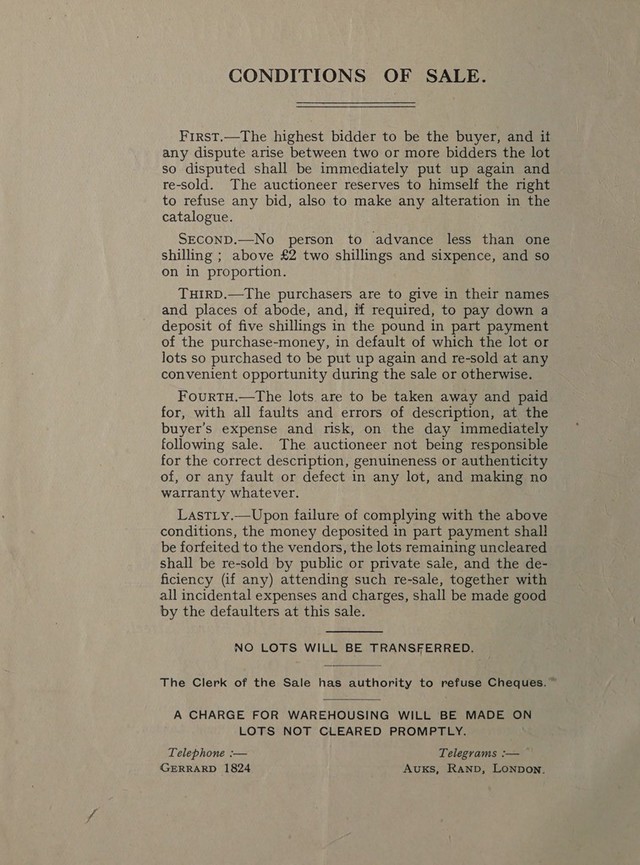 CONDITIONS OF SALE.
FIRST.—The highest bidder to be the buyer, and if
any dispute arise between two or more bidders the lot
so disputed shall be immediately put up again and
re-sold. The auctioneer reserves to himself the right
to refuse any bid, also to make any alteration in the
catalogue.
SECOND.—No person to advance less than one
shilling ; above £2 two shillings and sixpence, and so
on in proportion.
THIRD.—The purchasers are to give in their names
and places of abode, and, if required, to pay down a
deposit of five shillings in the pound in part payment
of the purchase-money, in default of which the lot or
lots so purchased to be put up again and re-sold at any
convenient opportunity during the sale or otherwise.
FOURTH.—The lots are to be taken away and paid
for, with all faults and errors of description, at the
buyer's expense and risk, on the day immediately
following sale. The auctioneer not being responsible
for the correct description, genuineness or authenticity
of, or any fault or defect in any lot, and making no
warranty whatever.
LASTLY.—Upon failure of complying with the above
conditions, the money deposited in part payment shall
be forfeited to the vendors, the lots remaining uncleared
shall be re-sold by public or private sale, and the de-
ficiency (if any) attending such re-sale, together with
all incidental expenses and charges, shall be made good
by the defaulters at this sale.
NO LOTS WILL BE TRANSFERRED.
The Clerk of the Sale has authority to refuse Cheques.
A CHARGE FOR WAREHOUSING WILL BE MADE ON
LOTS NOT CLEARED PROMPTLY.
Telephone :— Telegrams :—
GERRARD 1824 AUKS, RAND, LONDON.